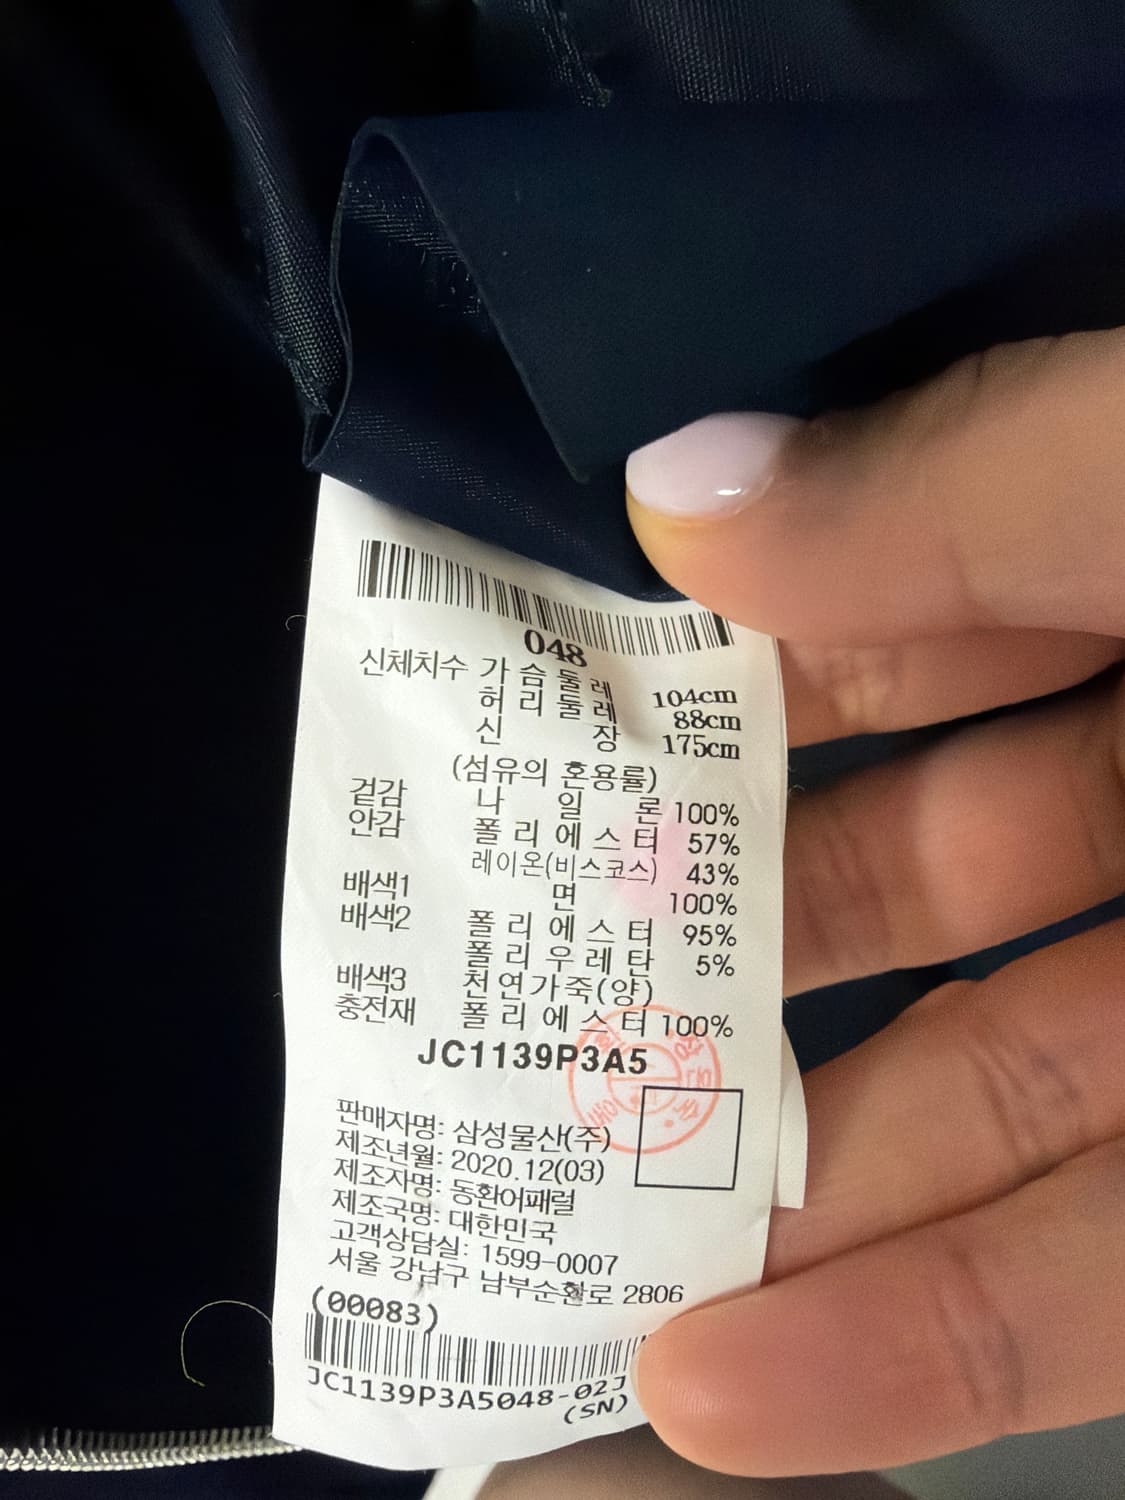 048
신체치수 가슴둘레 104cm
허리둘레 88cm
신장 175cm
(섬유의 혼용률)
겉감 나일론 100%
안감 폴리에스터 57%
레이온(비스코스) 43%
배색1 면 100%
배색2 폴리에스터 95%
폴리우레탄 5%
배색3 천연가죽(양)
충전재 폴리에스터 100%
JC1139P3A5
판매자명: 삼성물산(주)
제조년월: 2020.12(03)
제조자명: 동환어패럴
제조국명: 대한민국
고객상담실: 1599-0007
서울 강남구 남부순환로 2806
(00083)
JC1139P3A5048-02J
(SN)